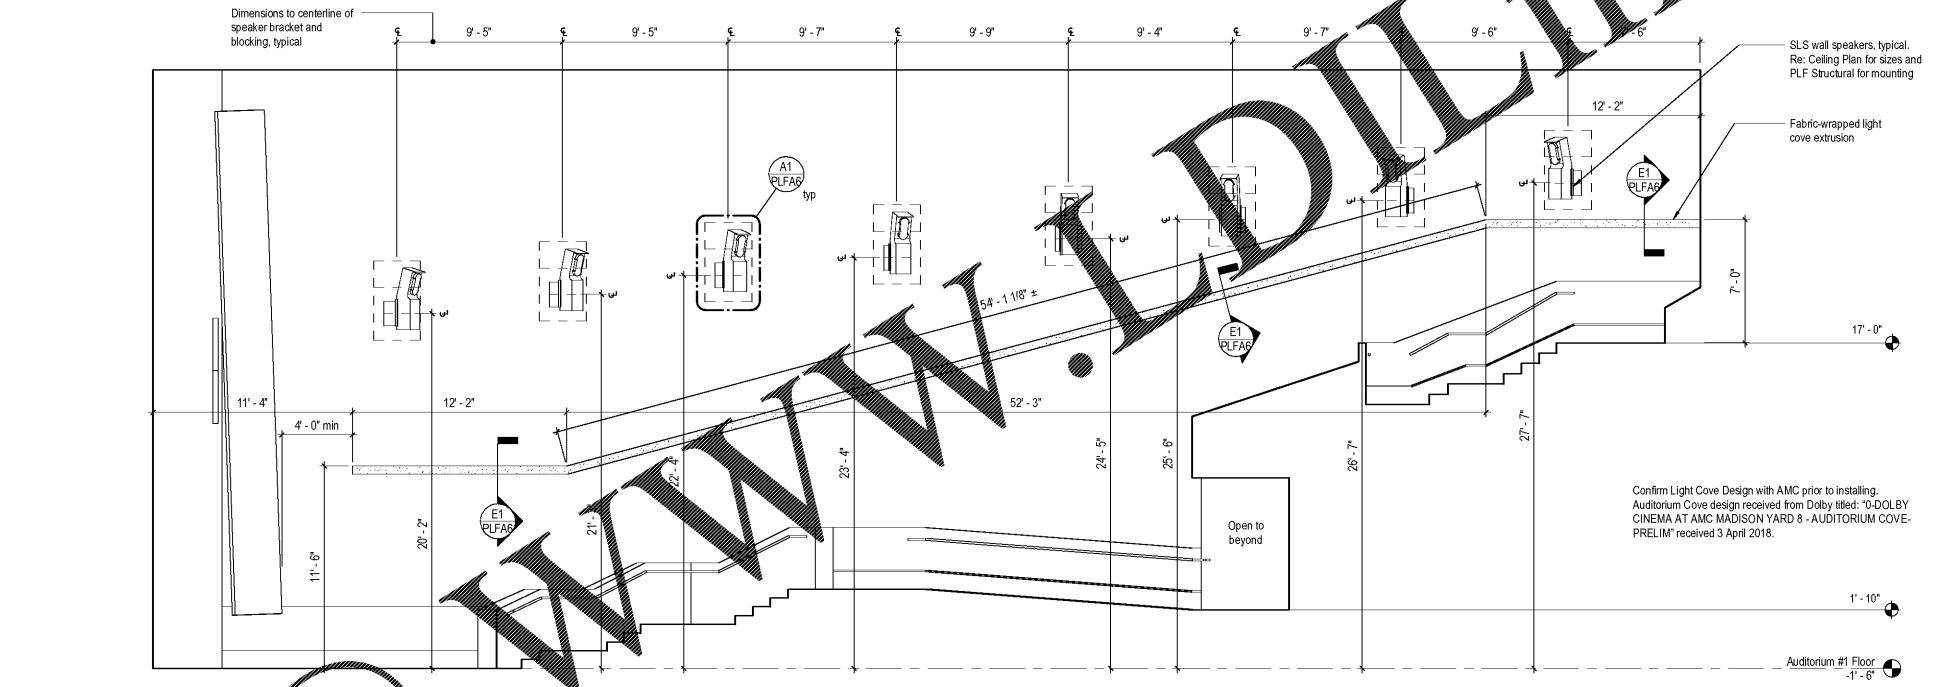 Dimensions to centerline of
speaker bracket and
blocking, typical
9' - 5"
9' - 5"
9' - 7"
9' - 9"
9' - 4"
9' - 7"
9' - 6"
SLS wall speakers, typical.
Re: Ceiling Plan for sizes and
PLF Structural for mounting
12' - 2"
Fabric-wrapped light
cove extrusion
A1
PLFA6
typ
E1
PLFA6
54' - 1 1/8" ±
7' - 0"
E1
PLFA6
17' - 0"
11' - 4"
12' - 2"
52' - 3"
4' - 0" min
22' - 4"
23' - 4"
24' - 5"
25' - 6"
26' - 7"
27' - 7"
E1
PLFA6
20' - 2"
21' -
11' - 6"
Open to
beyond
Confirm Light Cove Design with AMC prior to installing.
Auditorium Cove design received from Dolby titled: "0-DOLBY
CINEMA AT AMC MADISON YARD 8 - AUDITORIUM COVE-
PRELIM" received 3 April 2018.
1' - 10"
Auditorium #1 Floor
-1' - 6"
WWW.LDILI